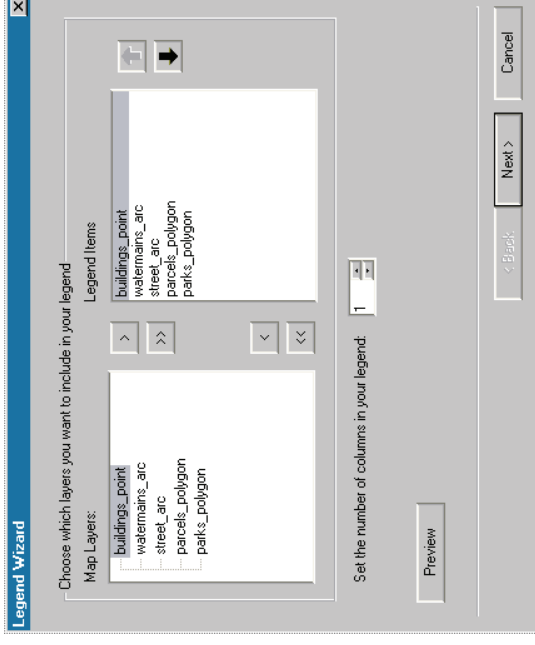 Legend Wizard
Choose which layers you want to include in your legend
Map Layers:
buildings_point
watermains_arc
street_arc
parcels_polygon
parks_polygon
>
>>
<
<<
Legend Items
buildings_point
watermains_arc
street_arc
parcels_polygon
parks_polygon
Set the number of columns in your legend: 1
Preview
< Back
Next >
Cancel